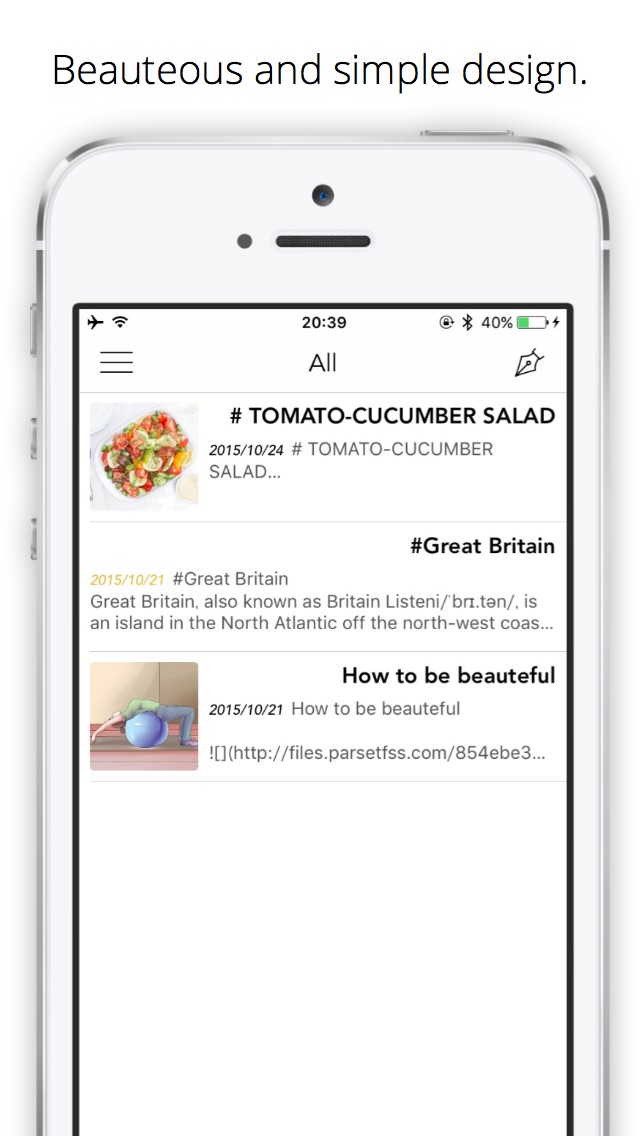 Beauteous and simple design.
20:39
40%
All
# TOMATO-CUCUMBER SALAD
2015/10/24 # TOMATO-CUCUMBER
SALAD...
#Great Britain
2015/10/21 #Great Britain
Great Britain, also known as Britain Listeni/ˈbrɪ.tən/, is
an island in the North Atlantic off the north-west coas...
How to be beauteful
2015/10/21 How to be beauteful
![](http://files.parsetfss.com/854ebe3...